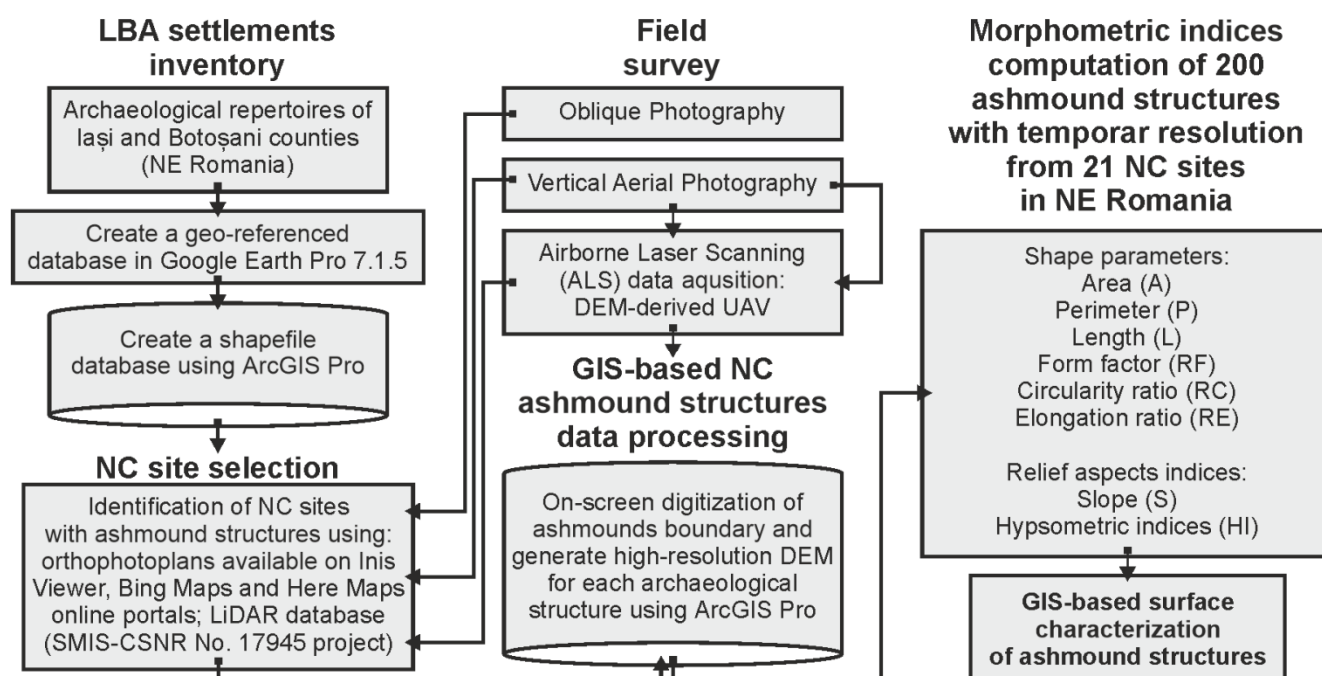 LBA settlements
inventory
Archaeological repertoires of
Iași and Botoșani counties
(NE Romania)
Create a geo-referenced
database in Google Earth Pro 7.1.5
Create a shapefile
database using ArcGIS Pro
NC site selection
Identification of NC sites
with ashmound structures using:
orthophotoplans available on Inis
Viewer, Bing Maps and Here Maps
online portals; LiDAR database
(SMIS-CSNR No. 17945 project)
Field
survey
Oblique Photography
Vertical Aerial Photography
Airborne Laser Scanning
(ALS) data aqusition:
DEM-derived UAV
GIS-based NC
ashmound structures
data processing
On-screen digitization of
ashmounds boundary and
generate high-resolution DEM
for each archaeological
structure using ArcGIS Pro
Morphometric indices
computation of 200
ashmound structures
with temporar resolution
from 21 NC sites
in NE Romania
Shape parameters:
Area (A)
Perimeter (P)
Length (L)
Form factor (RF)
Circularity ratio (RC)
Elongation ratio (RE)
Relief aspects indices:
Slope (S)
Hypsometric indices (HI)
GIS-based surface
characterization
of ashmound structures